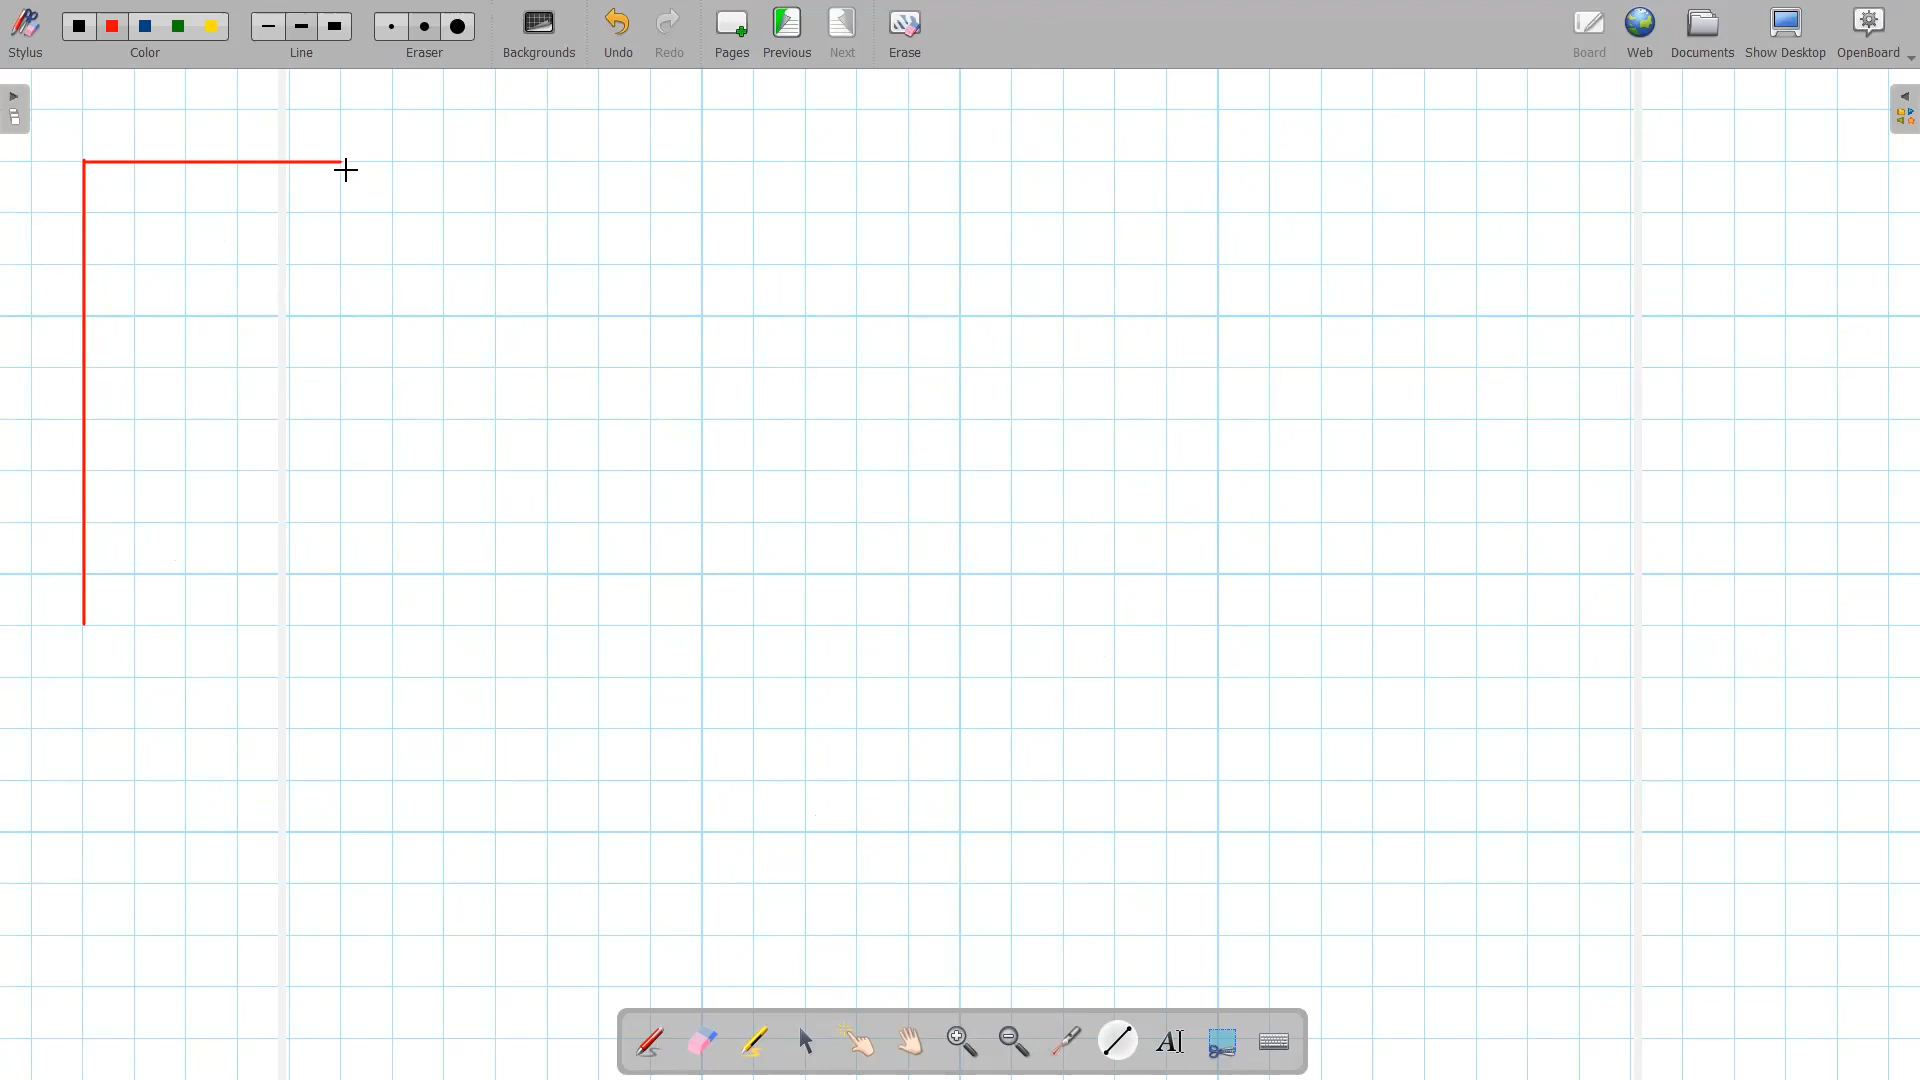 Stylus
Color
Line
Eraser
Backgrounds
Undo
Redo
Pages
Previous
Next
Erase
Board
Web
Documents
Show Desktop
OpenBoard